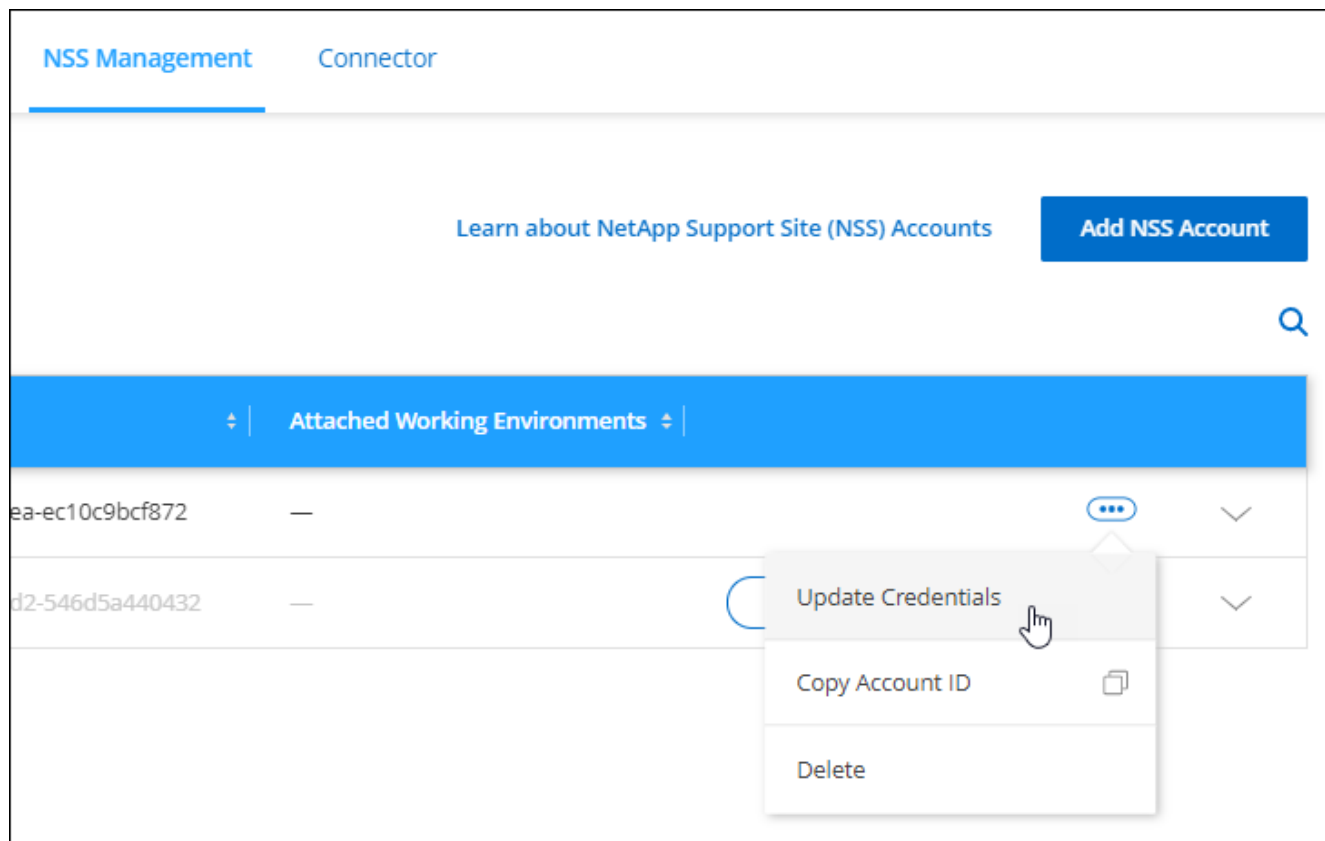 NSS Management Connector
Learn about NetApp Support Site (NSS) Accounts Add NSS Account
Attached Working Environments
ea-ec10c9bcf872 —
d2-546d5a440432 —
Update Credentials
Copy Account ID
Delete